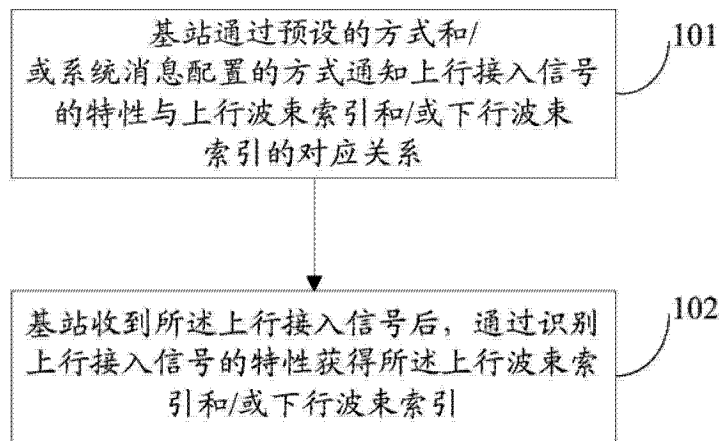 基站通过预设的方式和/
或系统消息配置的方式通知上行接入信号
的特性与上行波束索引和/或下行波束
索引的对应关系
101
基站收到所述上行接入信号后，通过识别
上行接入信号的特性获得所述上行波束索
引和/或下行波束索引
102